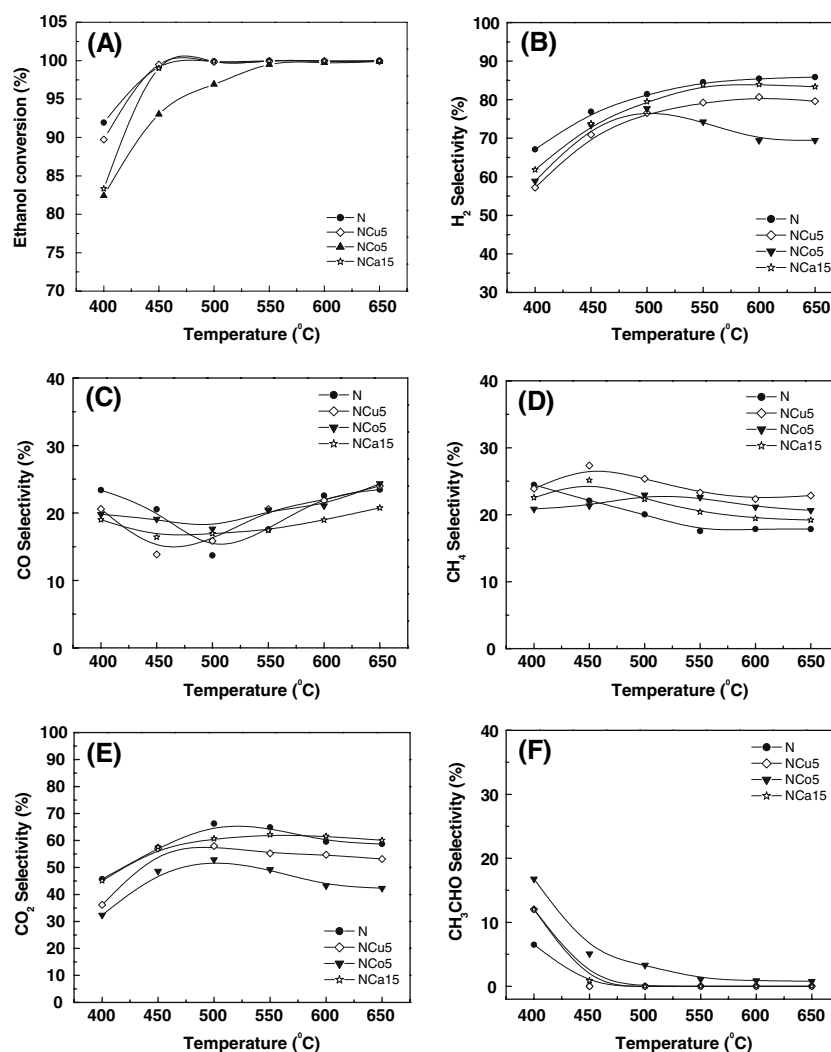 (A)
Ethanol conversion (%)
105
100
95
90
85
80
75
70
N
NCu5
NCo5
NCa15
400 450 500 550 600 650
Temperature (⁰C)
(B)
H₂ Selectivity (%)
100
90
80
70
60
50
40
30
N
NCu5
NCo5
NCa15
400 450 500 550 600 650
Temperature (⁰C)
(C)
CO Selectivity (%)
40
30
20
10
0
N
NCu5
NCo5
NCa15
400 450 500 550 600 650
Temperature (⁰C)
(D)
CH₄ Selectivity (%)
40
30
20
10
0
N
NCu5
NCo5
NCa15
400 450 500 550 600 650
Temperature (⁰C)
(E)
CO₂ Selectivity (%)
100
90
80
70
60
50
40
30
20
10
0
N
NCu5
NCo5
NCa15
400 450 500 550 600 650
Temperature (⁰C)
(F)
CH₃CHO Selectivity (%)
40
30
20
10
0
N
NCu5
NCo5
NCa15
400 450 500 550 600 650
Temperature (⁰C)